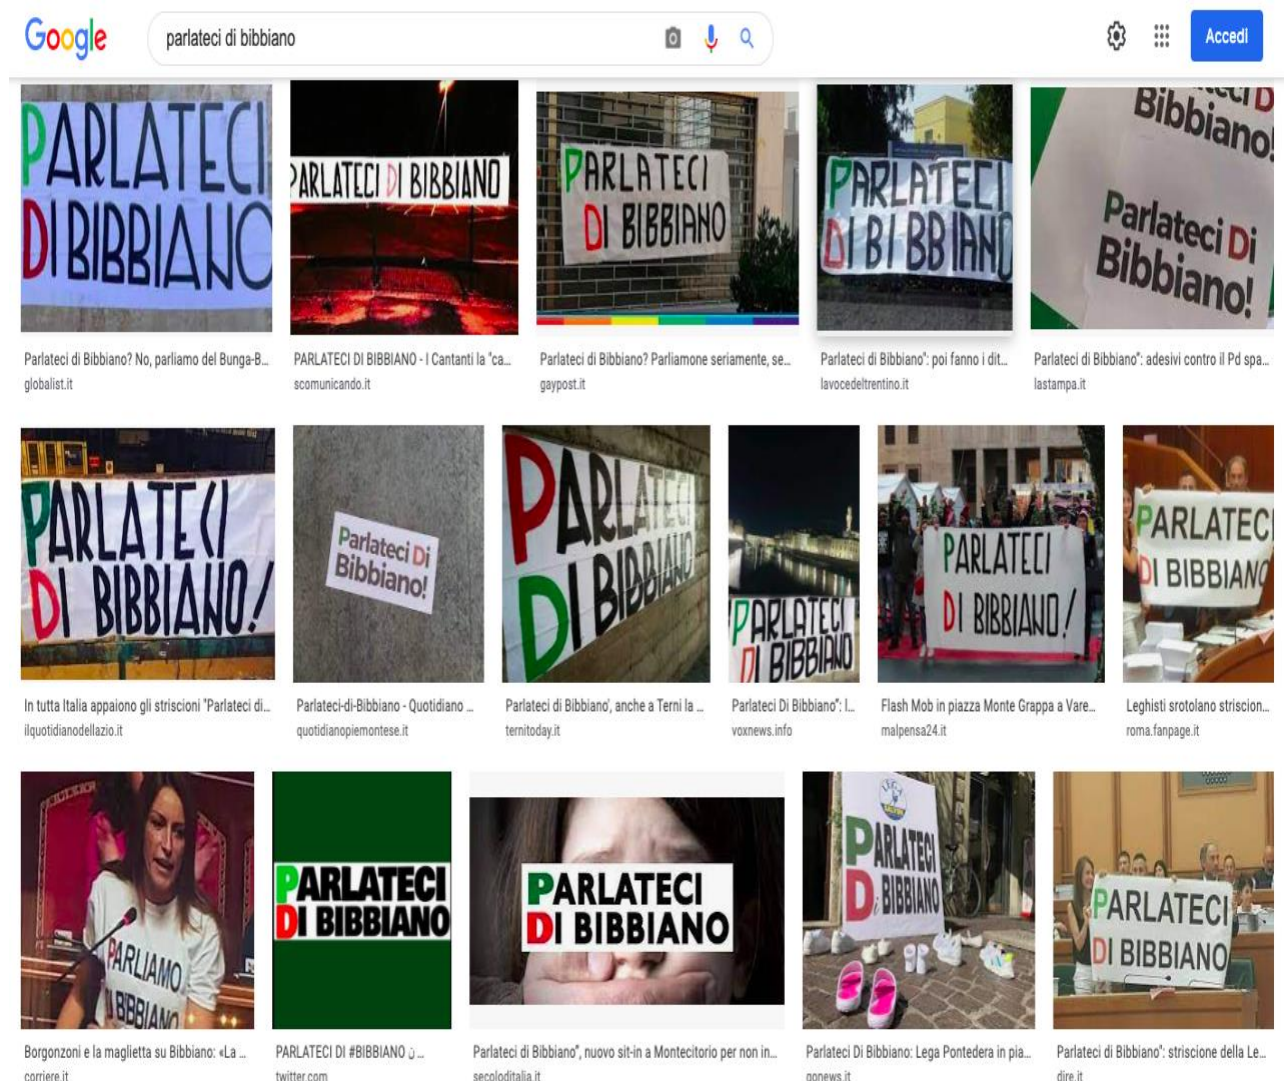 Google
parlateci di bibbiano
Accedi
PARLATECI
DI BIBBIANO
PARLATECI DI BIBBIANO
PARLATECI
DI BIBBIANO
PARLATECI
DI BIBBIANO
Bibbiano!
Parlateci Di
Bibbiano!
Parlateci di Bibbiano? No, parliamo del Bunga-B...
globalist.it
PARLATECI DI BIBBIANO - I Cantanti la "ca...
scomunicando.it
Parlateci di Bibbiano? Parliamone seriamente, se...
gaypost.it
Parlateci di Bibbiano": poi fanno i dit...
lavocedeltrentino.it
Parlateci di Bibbiano": adesivi contro il Pd spa...
lastampa.it
PARLATECI
DI BIBBIANO!
Parlateci Di
Bibbiano!
PARLATECI
DI BIBBIANO
PARLATECI
DI BIBBIANO
PARLATECI
DI BIBBIANO!
PARLATECI
DI BIBBIANO
In tutta Italia appaiono gli striscioni "Parlateci di...
ilquotidianodellazio.it
Parlateci-di-Bibbiano - Quotidiano ...
quotidianopiemontese.it
Parlateci di Bibbiano', anche a Terni la ...
ternitoday.it
Parlateci Di Bibbiano": I...
voxnews.info
Flash Mob in piazza Monte Grappa a Vare...
malpensa24.it
Leghisti srotolano striscion...
roma.fanpage.it
PARLIAMO
DI BIBBIANO
PARLATECI
DI BIBBIANO
PARLATECI
DI BIBBIANO
LEGA
SALVINI
PARLATECI
Di BIBBIANO
PARLATECI
DI BIBBIANO
Borgonzoni e la maglietta su Bibbiano: «La ...
corriere.it
PARLATECI DI #BIBBIANO ن ...
twitter.com
Parlateci di Bibbiano", nuovo sit-in a Montecitorio per non in...
secoloditalia.it
Parlateci Di Bibbiano: Lega Pontedera in pia...
gonews.it
Parlateci di Bibbiano": striscione della Le...
dire.it